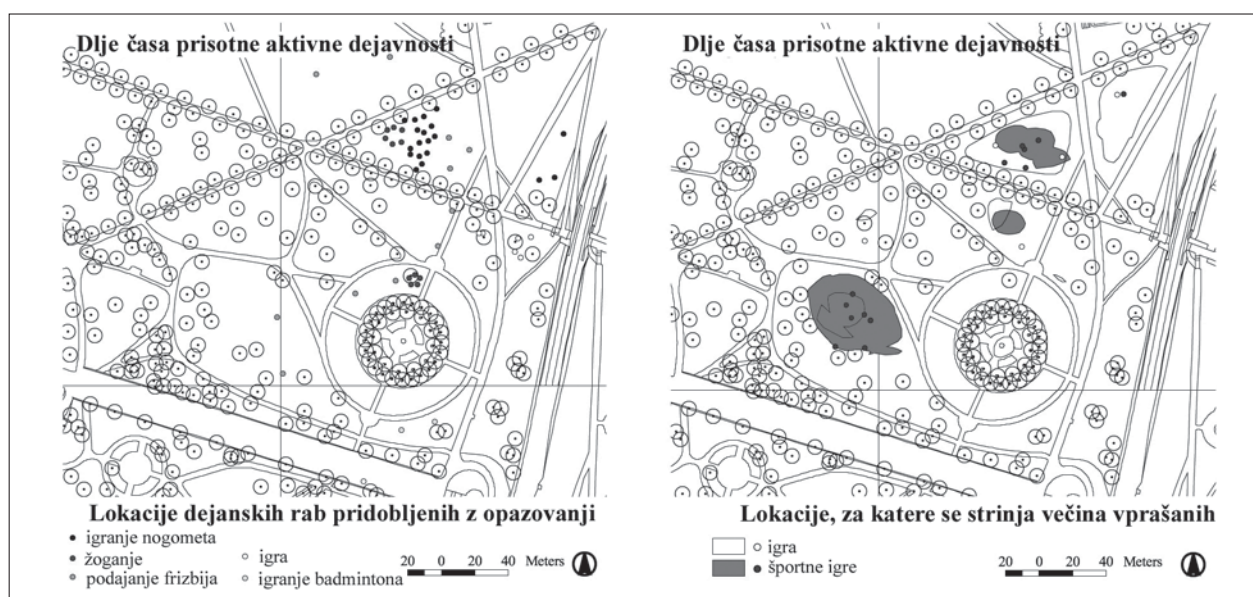 Dlje časa prisotne aktivne dejavnosti
Lokacije dejanskih rab pridobljenih z opazovanji
igranje nogometa
žoganje
podajanje frizbija
igra
igranje badmintona
20 0 20 40 Meters
Dlje časa prisotne aktivne dejavnosti
Lokacije, za katere se strinja večina vprašanih
igra
športne igre
20 0 20 40 Meters